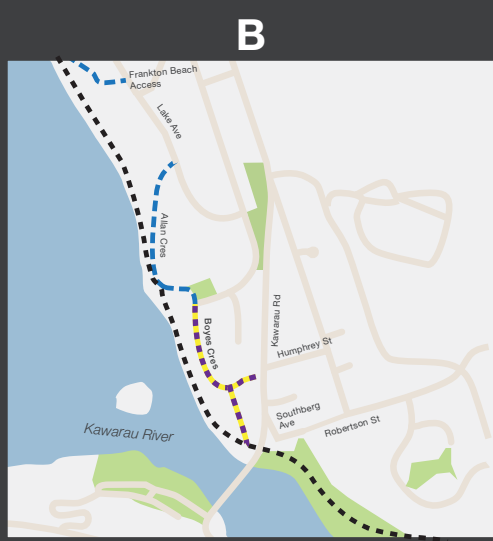 B
Frankton Beach
Access
Lake Ave
Allan Cres
Kawarau Rd
Boyes Cres
Humphrey St
Southberg
Ave
Robertson St
Kawarau River